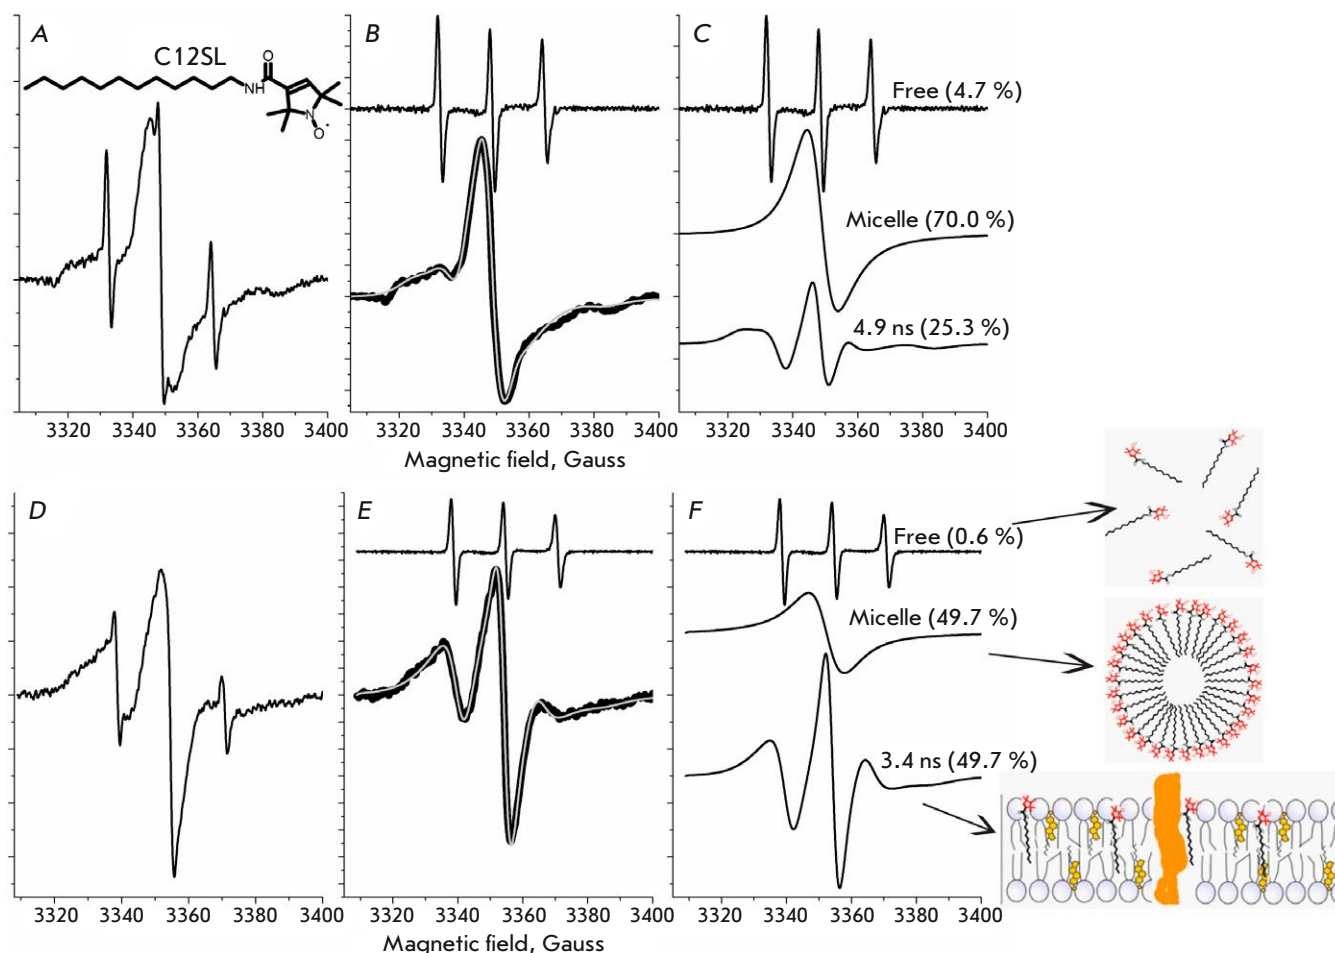 A
C12SL
O
NH
N
O·
B
C
Free (4.7 %)
Micelle (70.0 %)
4.9 ns (25.3 %)
3320 3340 3360 3380 3400
3320 3340 3360 3380 3400
3320 3340 3360 3380 3400
Magnetic field, Gauss
D
E
F
Free (0.6 %)
Micelle (49.7 %)
3.4 ns (49.7 %)
3320 3340 3360 3380 3400
3320 3340 3360 3380 3400
3320 3340 3360 3380 3400
Magnetic field, Gauss